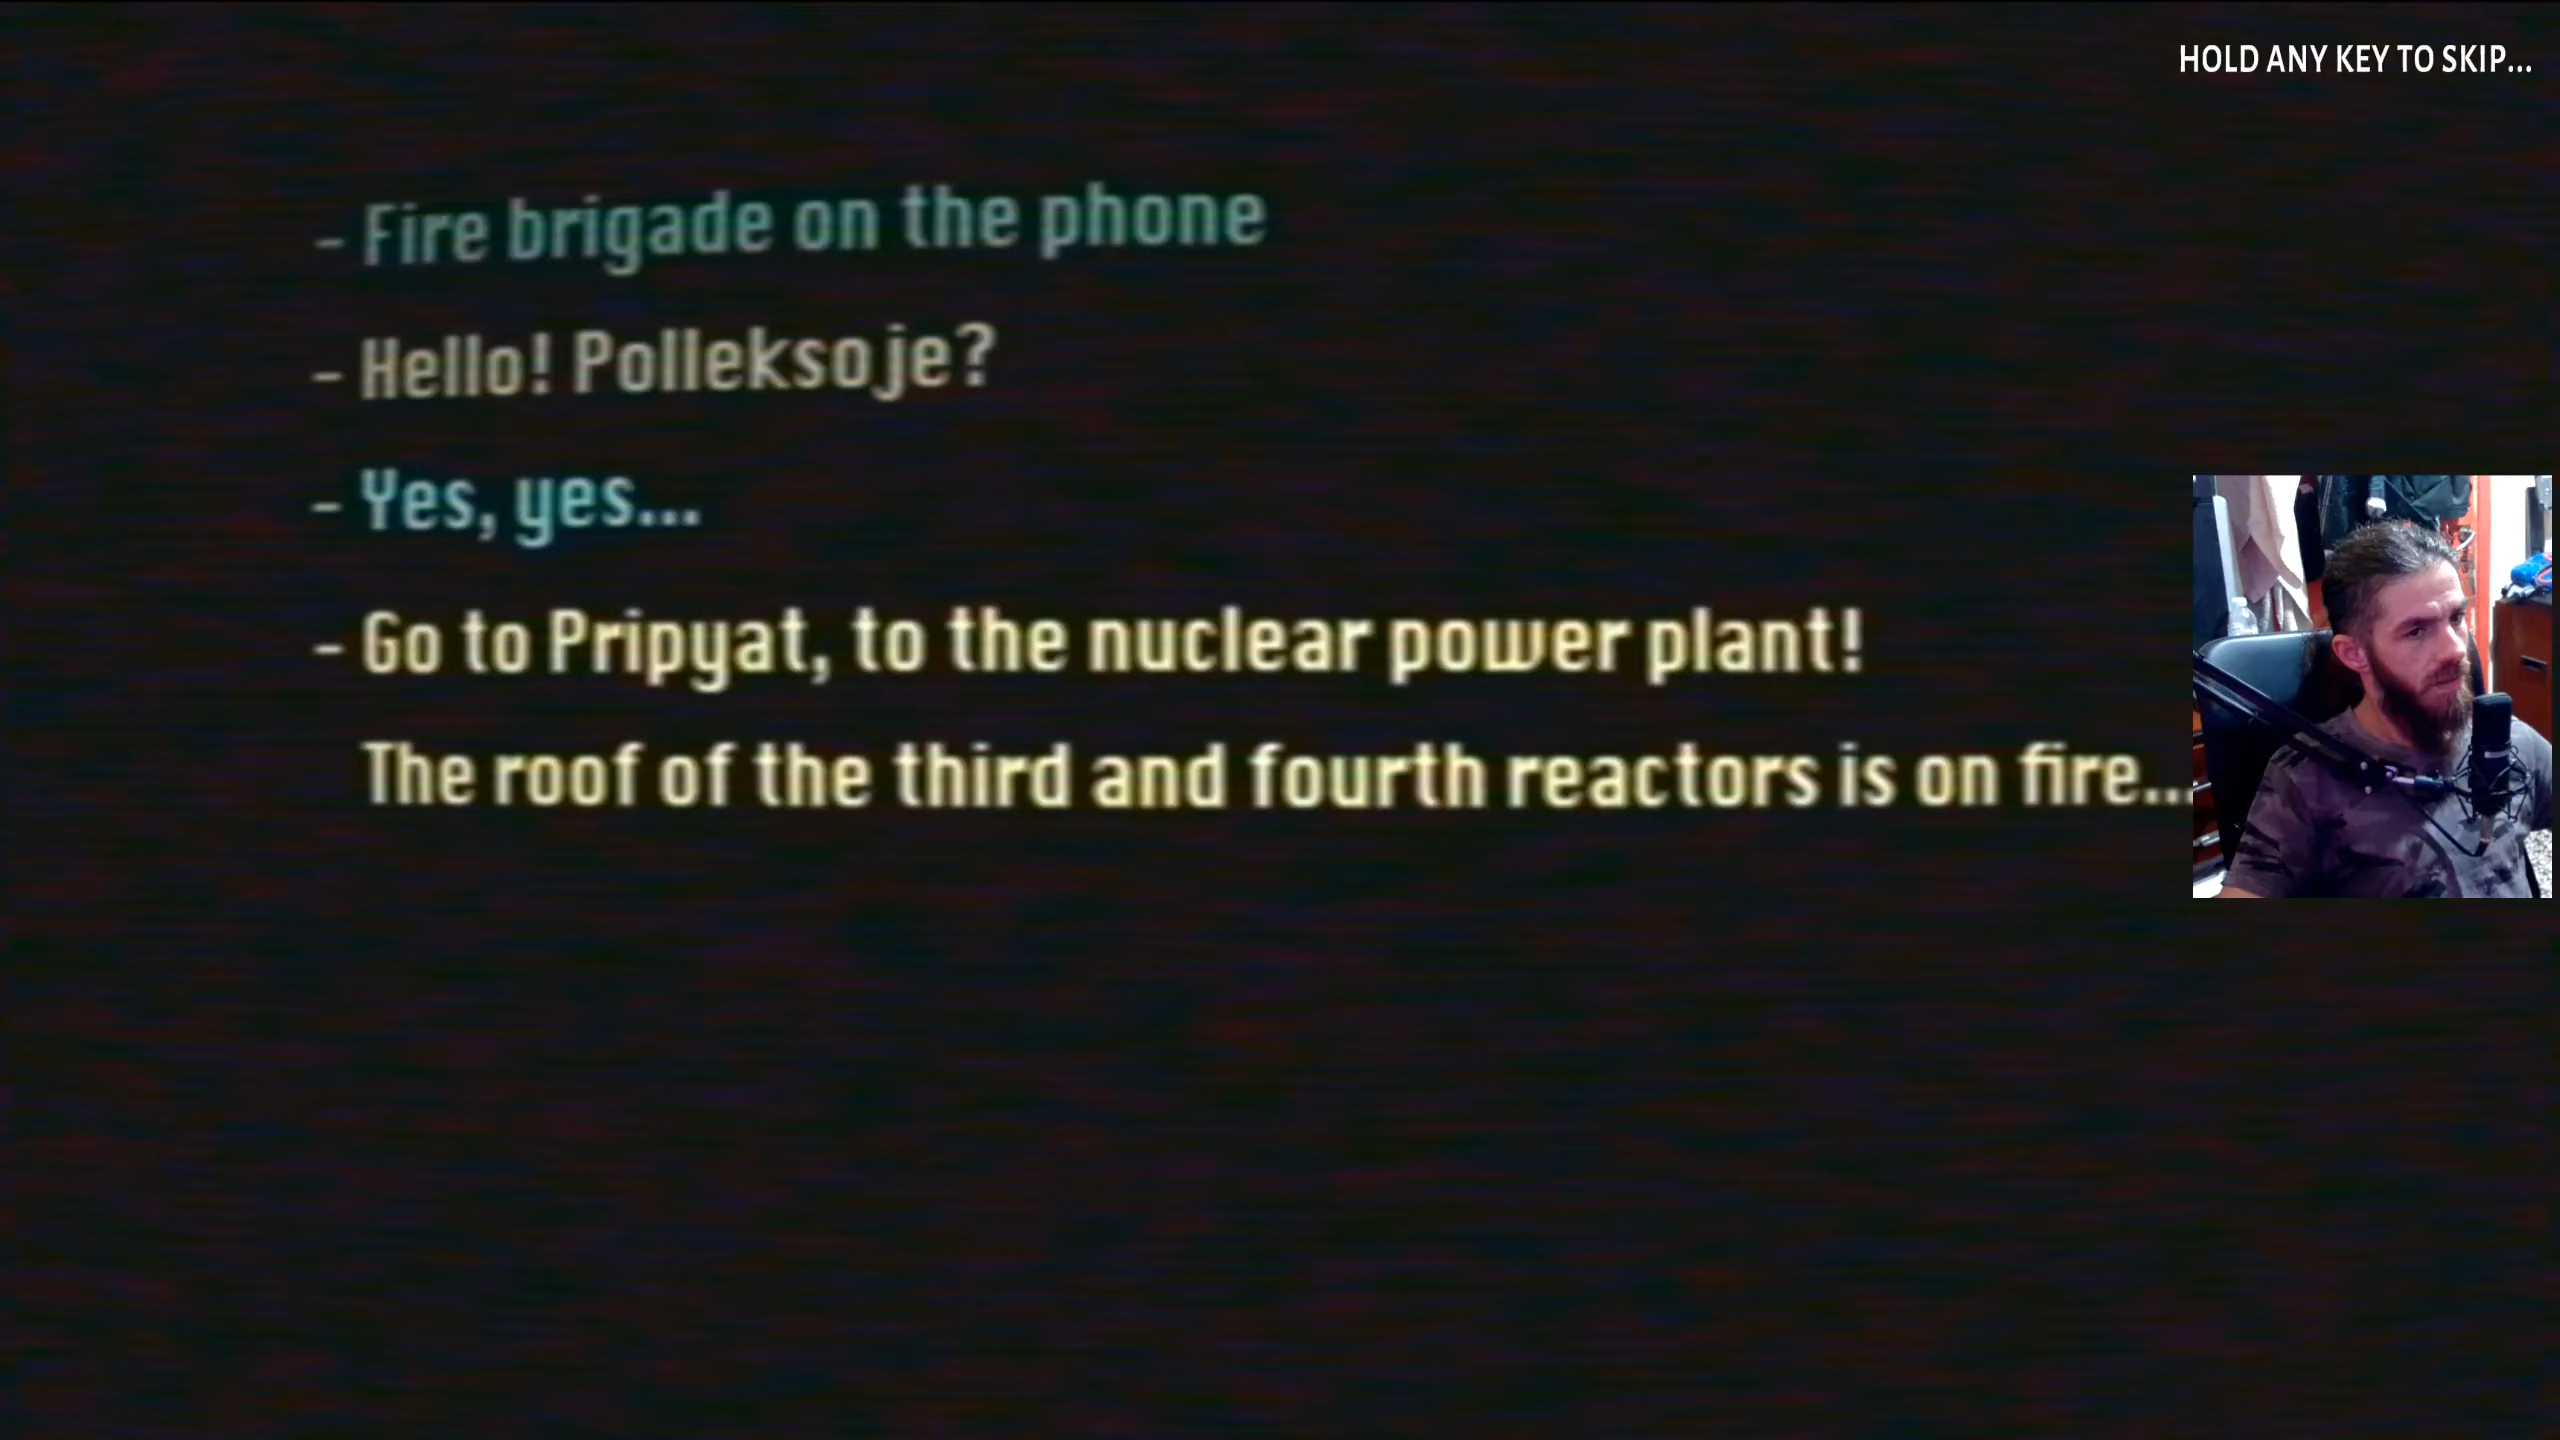 HOLD ANY KEY TO SKIP...
- Fire brigade on the phone
- Hello! Polleksoje?
- Yes, yes...
- Go to Pripyat, to the nuclear power plant!
The roof of the third and fourth reactors is on fire...